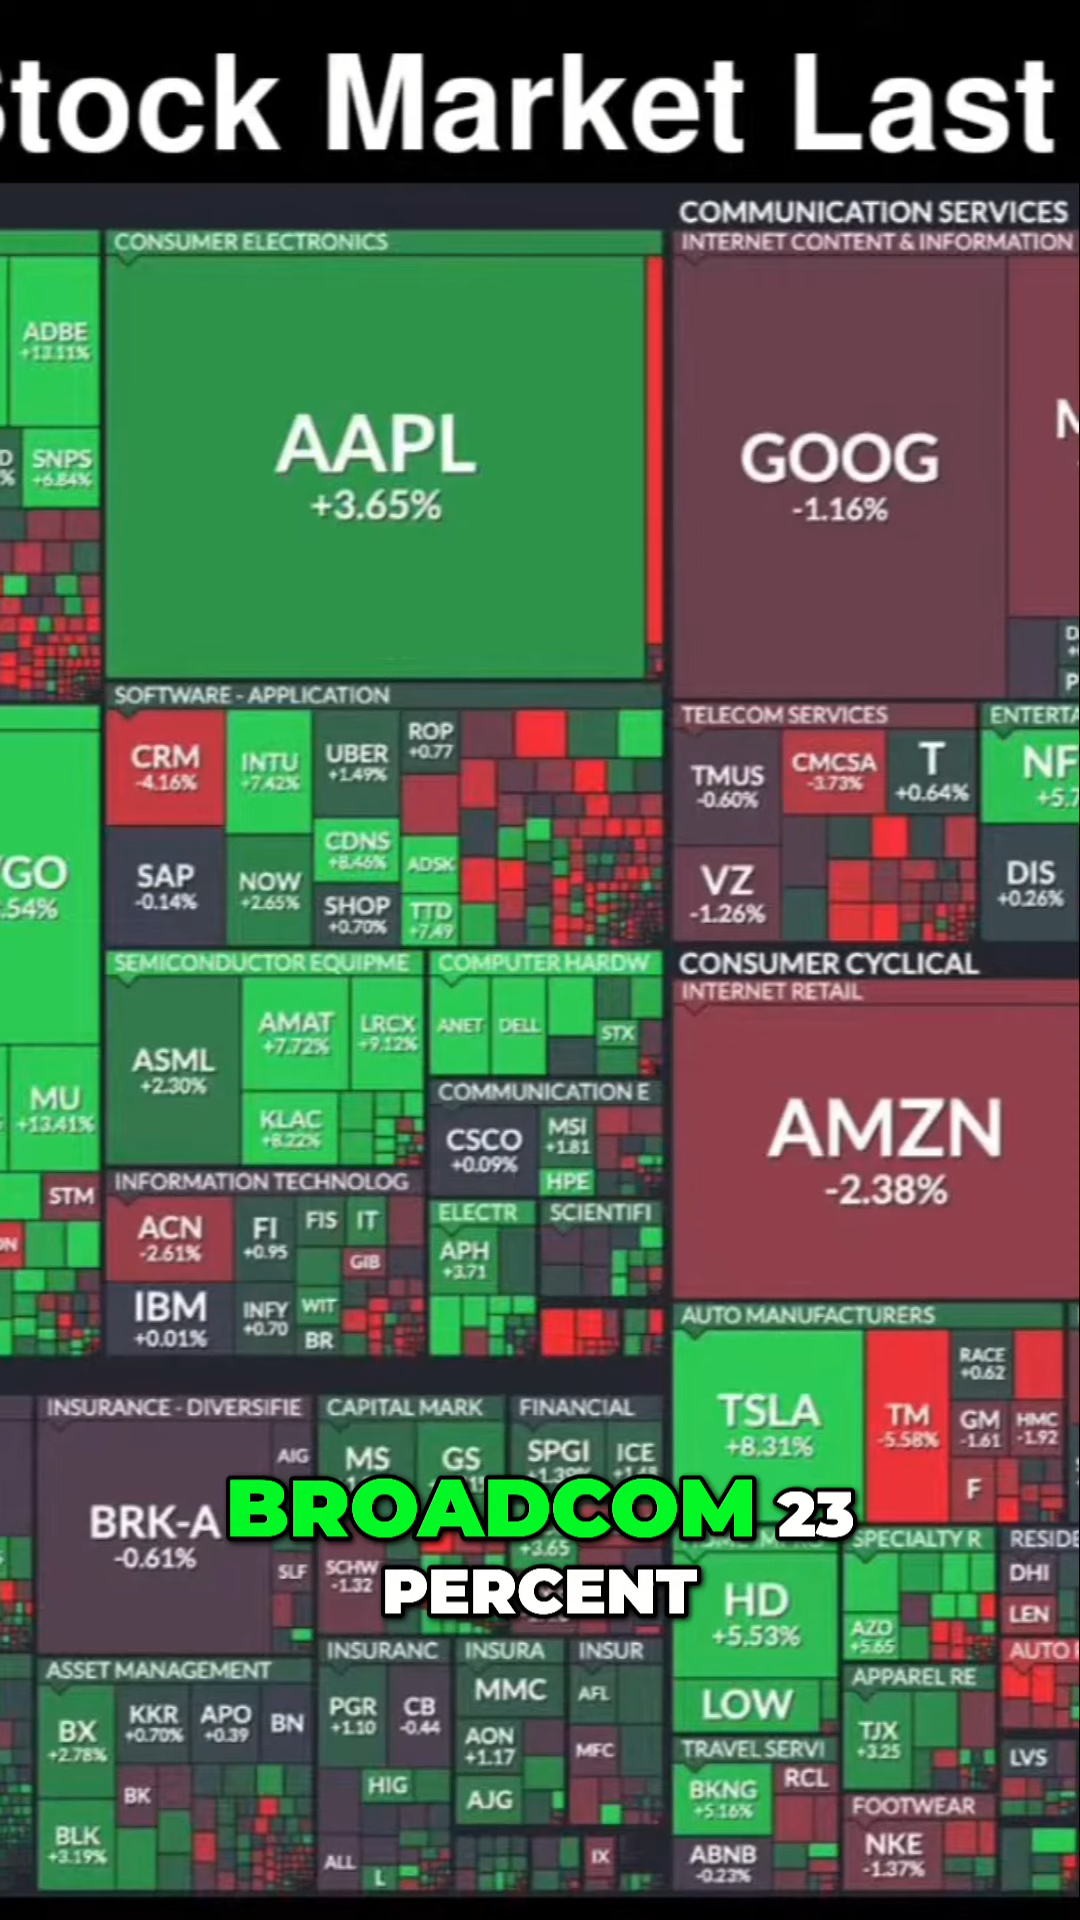 Stock Market Last
COMMUNICATION SERVICES
CONSUMER ELECTRONICS
INTERNET CONTENT & INFORMATION
ADBE
+13.11%
AAPL
+3.65%
GOOG
-1.16%
SNPS
+6.84%
SOFTWARE - APPLICATION
CRM
-4.16%
INTU
+7.42%
UBER
+1.49%
ROP
+0.77
SAP
-0.14%
NOW
+2.65%
CDNS
+8.46%
ADSK
SHOP
+0.70%
TTD
+7.49
TELECOM SERVICES
ENTERTA
TMUS
-0.60%
CMCSA
-3.73%
T
+0.64%
NF
+5.7
VZ
-1.26%
DIS
+0.26%
GO
.54%
SEMICONDUCTOR EQUIPME
COMPUTER HARDW
CONSUMER CYCLICAL
INTERNET RETAIL
ASML
+2.30%
AMAT
+7.72%
LRCX
+9.12%
KLAC
+8.22%
ANET
DELL
STX
COMMUNICATION E
CSCO
+0.09%
MSI
+1.81
HPE
MU
+13.41%
STM
AMZN
-2.38%
INFORMATION TECHNOLOG
ACN
-2.61%
FI
+0.95
FIS
IT
GIB
IBM
+0.01%
INFY
+0.70
WIT
BR
ELECTR
SCIENTIFI
APH
+3.71
AUTO MANUFACTURERS
TSLA
+8.31%
TM
-5.58%
RACE
+0.62
GM
-1.61
HMC
-1.92
F
INSURANCE - DIVERSIFIE
CAPITAL MARK
FINANCIAL
AIG
MS
GS
SPGI
ICE
BRK-A
-0.61%
SLF
SCHW
-1.32
+3.65
BROADCOM 23
PERCENT
SPECIALTY R
RESIDE
HD
+5.53%
LOW
AZO
+5.65
DHI
LEN
ASSET MANAGEMENT
BX
+2.78%
KKR
+0.70%
APO
+0.39
BN
BK
BLK
+3.19%
INSURANC
INSURA
INSUR
PGR
+1.10
CB
-0.44
MMC
AFL
AON
+1.17
MFC
HIG
AJG
ALL
L
IX
APPAREL RE
TJX
+3.25
TRAVEL SERVI
BKNG
+5.16%
RCL
ABNB
-0.23%
LVS
FOOTWEAR
NKE
-1.37%